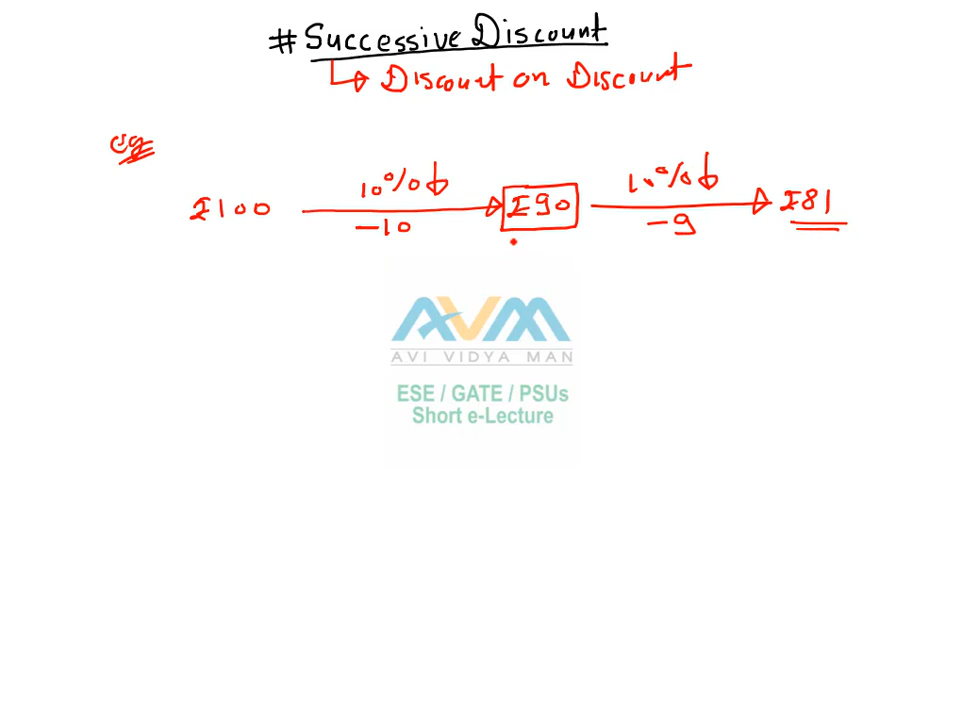 # Successive Discount
Discount on Discount
eg
10%↓ 10%↓
₹100 ₹90 ₹81
-10 -9
AVM
AVI VIDYA MAN
ESE / GATE / PSUs
Short e-Lecture